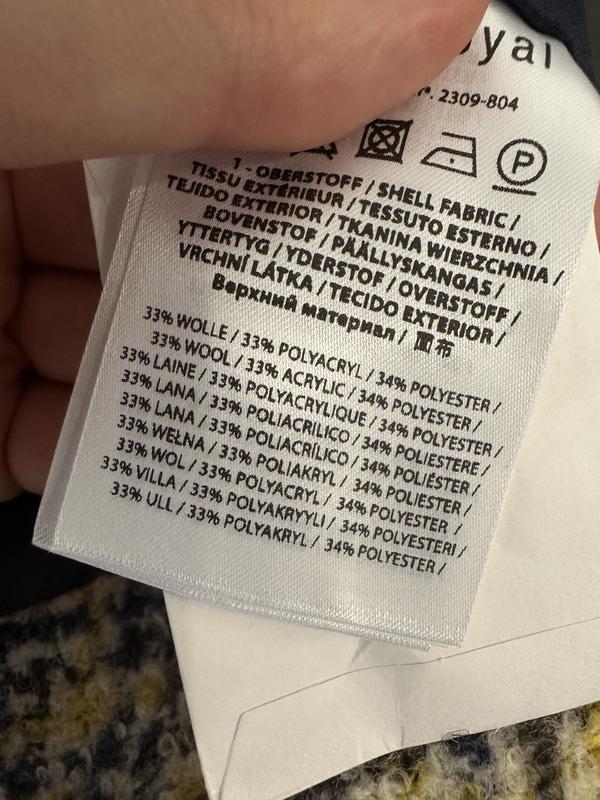 yal
. 2309-804
P
1 - OBERSTOFF / SHELL FABRIC /
TISSU EXTÉRIEUR / TESSUTO ESTERNO /
TEJIDO EXTERIOR / TKANINA WIERZCHNIA /
BOVENSTOF / PÄÄLLYSKANGAS /
YTTERTYG / YDERSTOF / OVERSTOFF /
VRCHNÍ LÁTKA / TECIDO EXTERIOR /
Верхний материал / 面布
33% WOLLE / 33% POLYACRYL / 34% POLYESTER /
33% WOOL / 33% ACRYLIC / 34% POLYESTER /
33% LAINE / 33% POLYACRYLIQUE / 34% POLYESTER /
33% LANA / 33% POLIACRILICO / 34% POLIESTERE /
33% LANA / 33% POLIACRÍLICO / 34% POLIÉSTER /
33% WEŁNA / 33% POLIAKRYL / 34% POLIESTER /
33% WOL / 33% POLYACRYL / 34% POLYESTER /
33% VILLA / 33% POLYAKRYYLI / 34% POLYESTERI /
33% ULL / 33% POLYAKRYL / 34% POLYESTER /